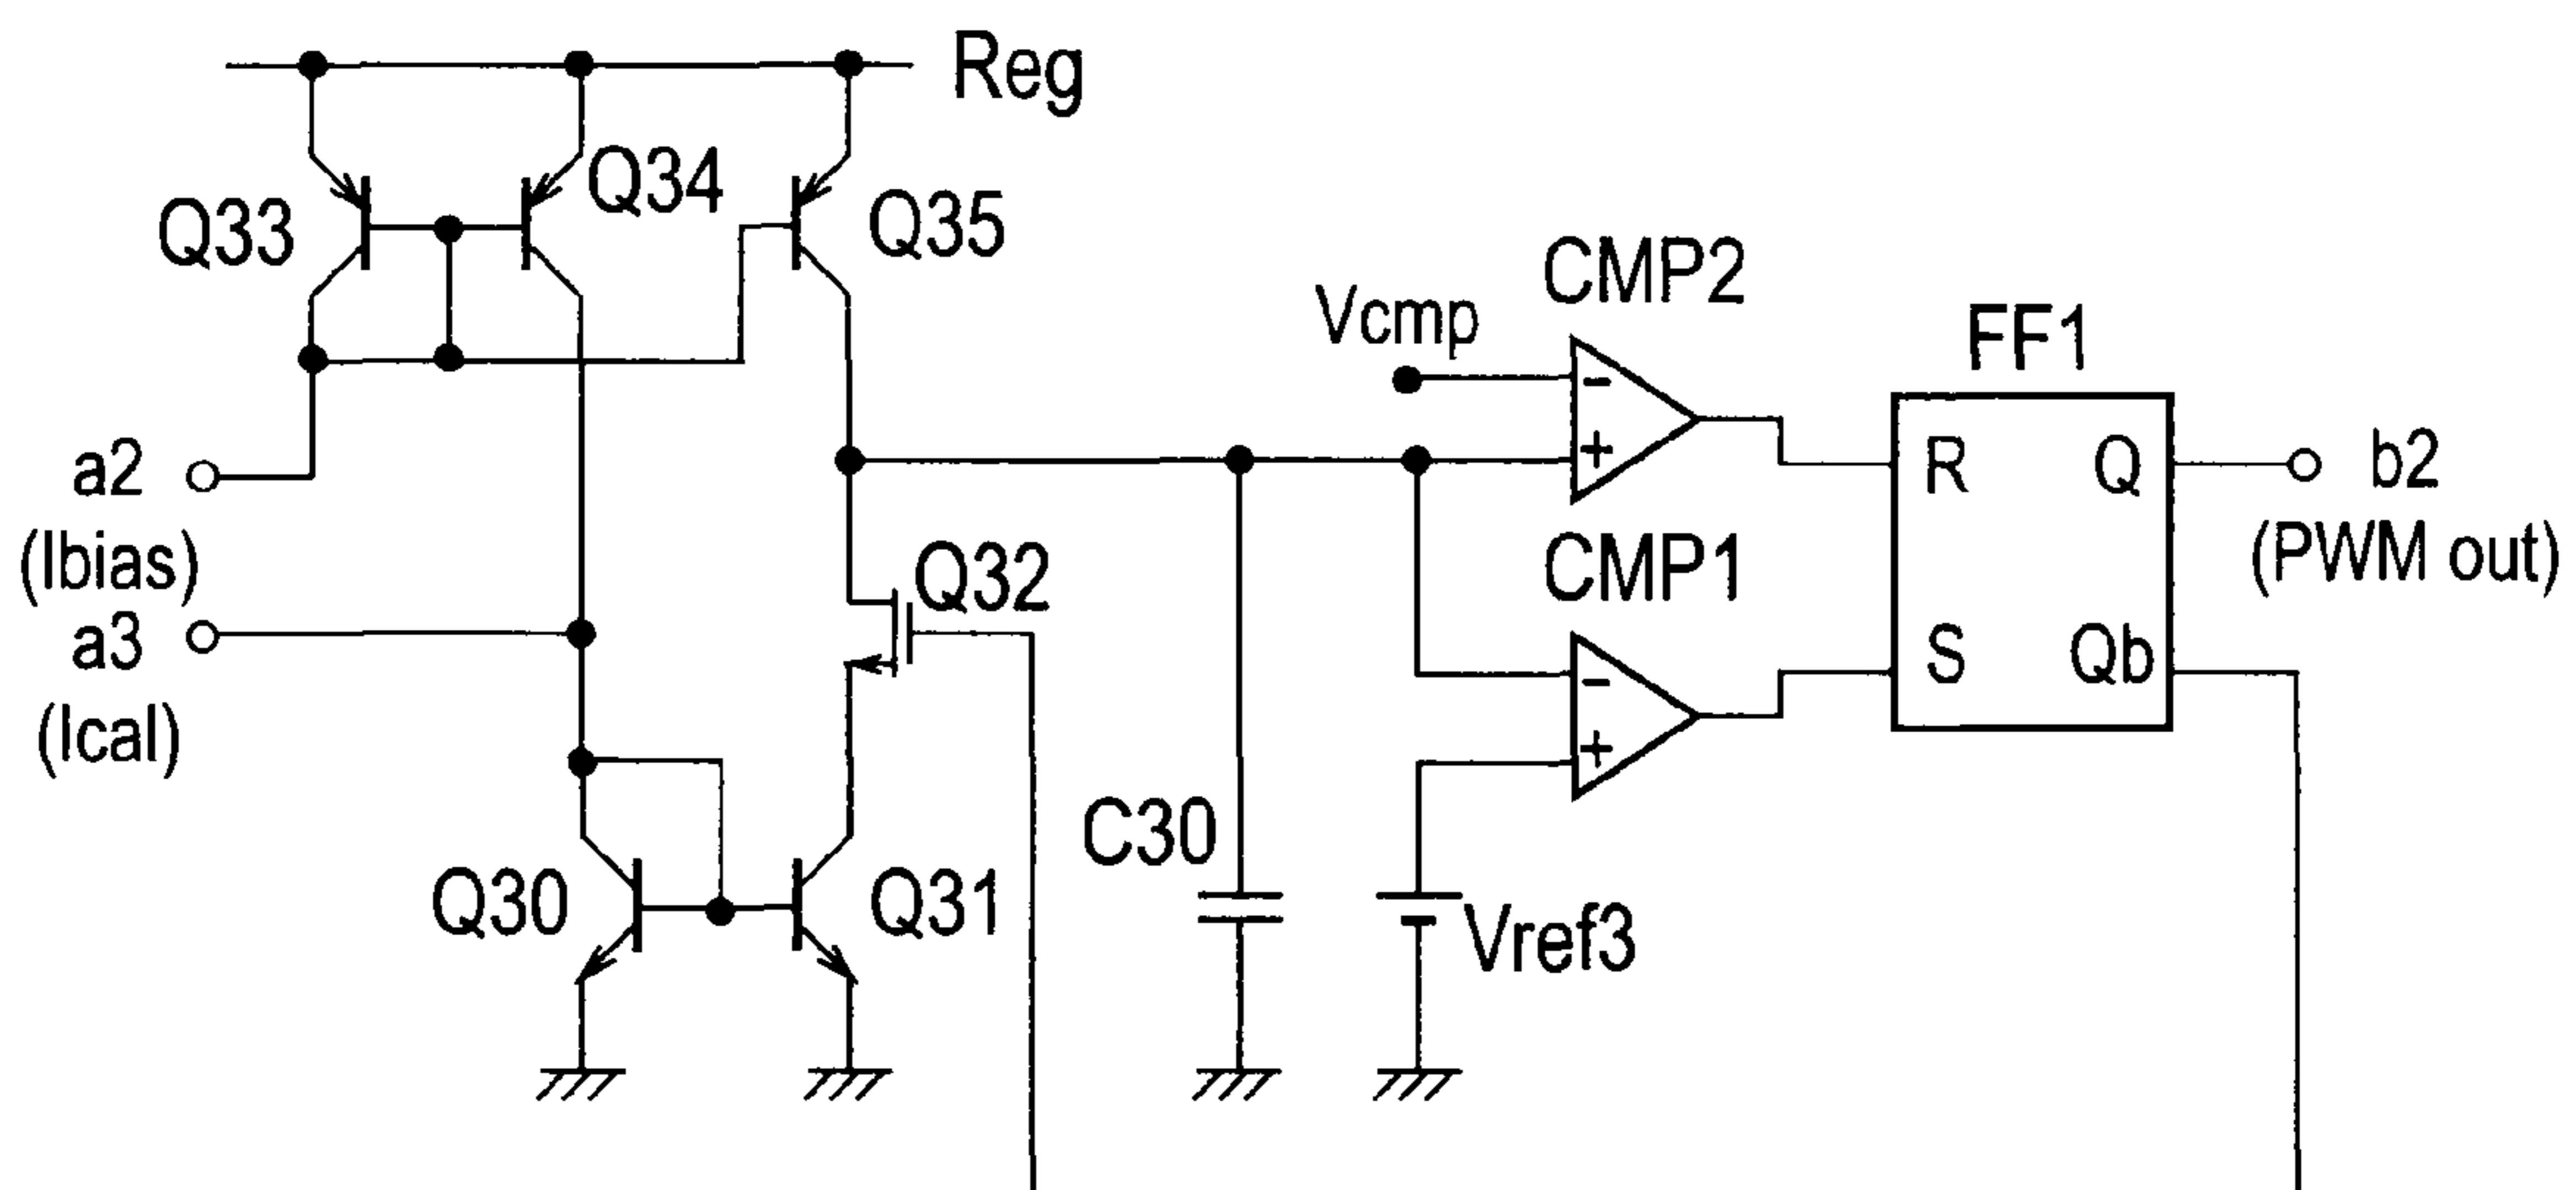 Reg
Q33
Q34
Q35
a2
(Ibias)
a3
(Ical)
Q32
Q30
Q31
C30
Vcmp
CMP2
-
+
CMP1
-
+
Vref3
FF1
R
Q
S
Qb
b2
(PWM out)